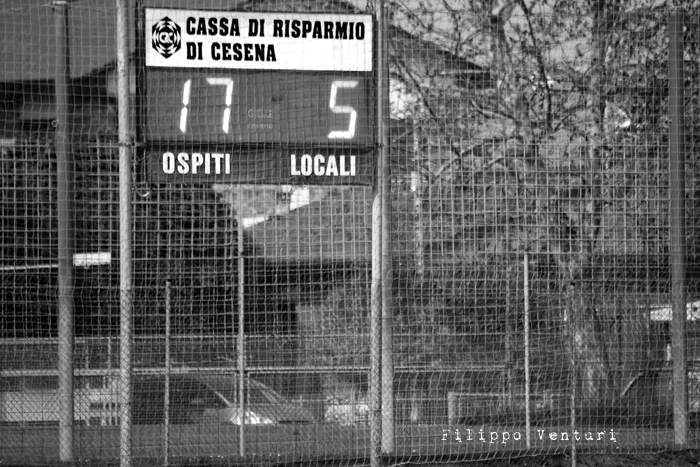 CASSA DI RISPARMIO
DI CESENA
17 5
OSPITI LOCALI
Filippo Venturi